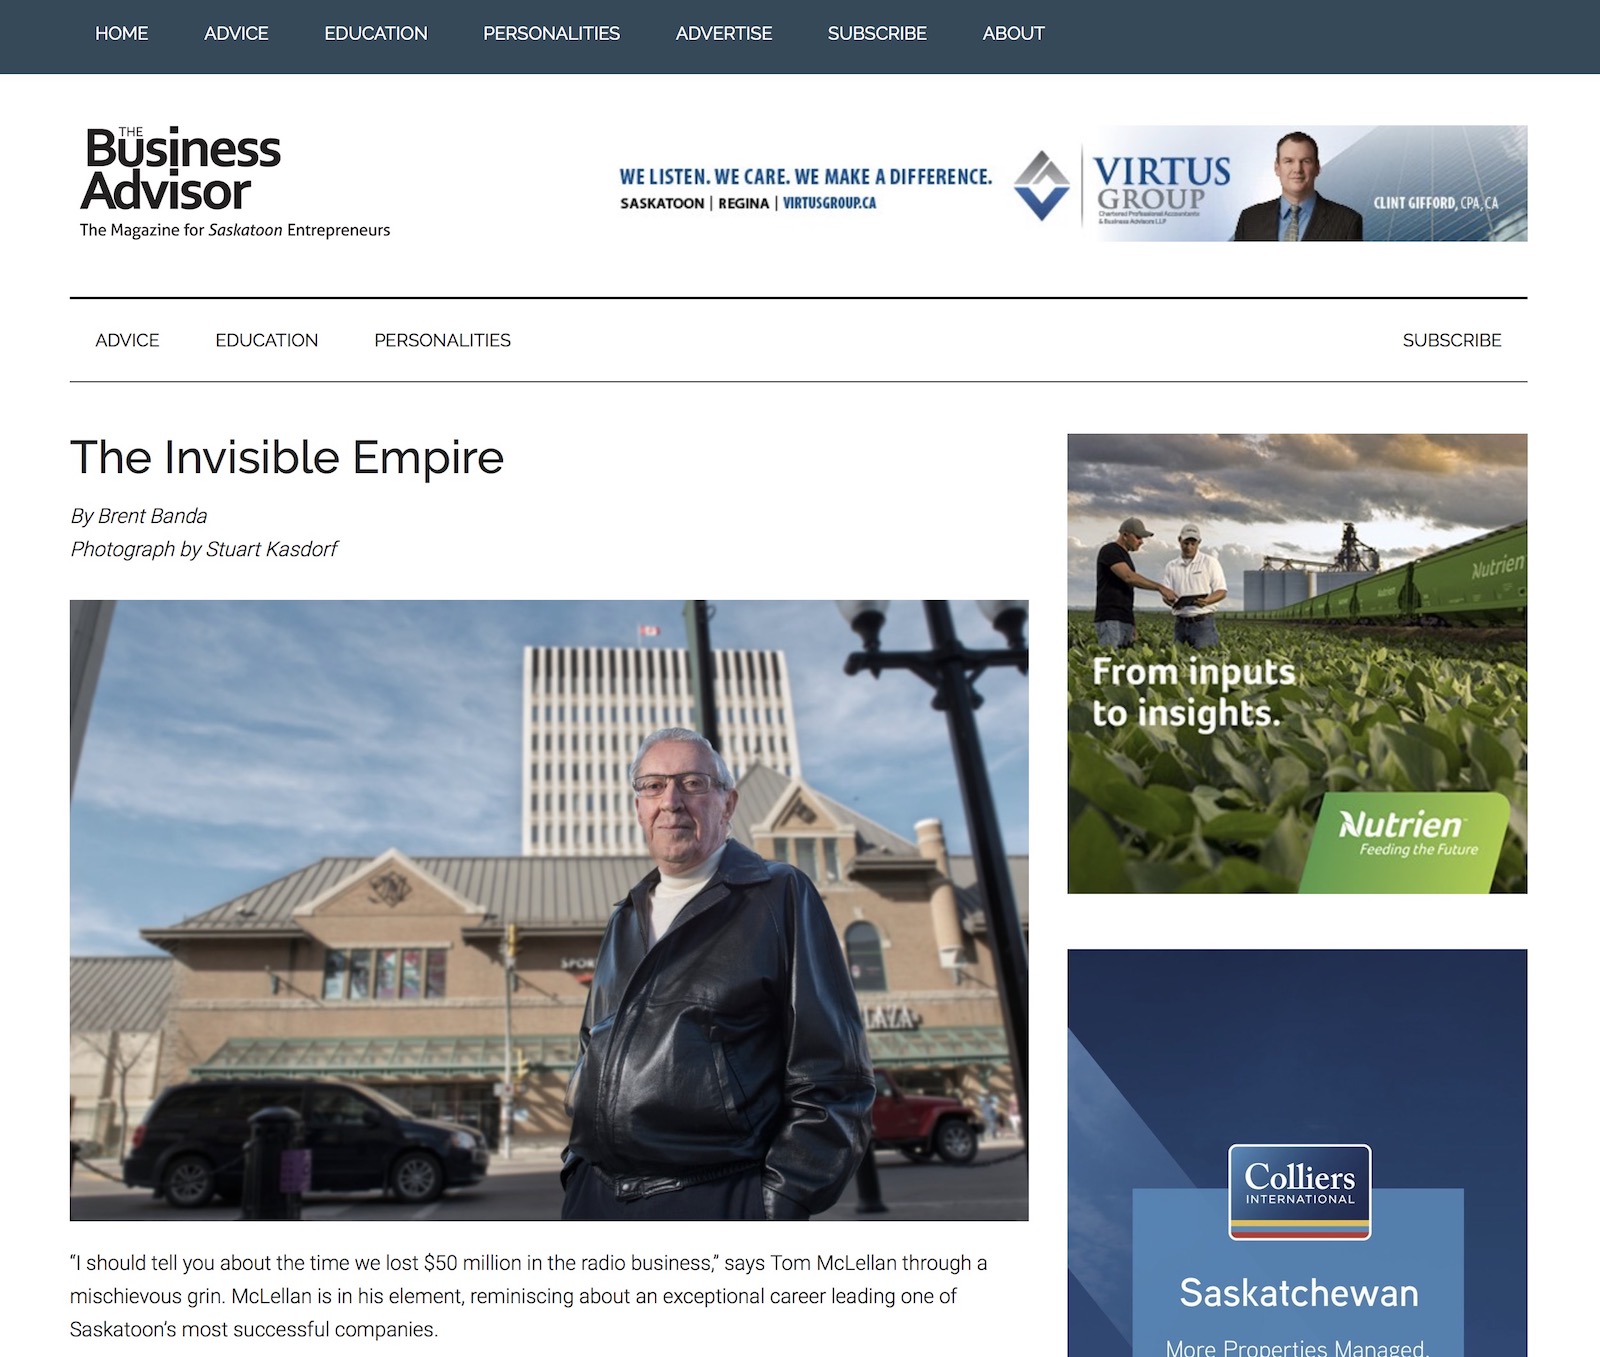 HOME ADVICE EDUCATION PERSONALITIES ADVERTISE SUBSCRIBE ABOUT
THE
Business
Advisor
The Magazine for Saskatoon Entrepreneurs
WE LISTEN. WE CARE. WE MAKE A DIFFERENCE.
SASKATOON | REGINA | VIRTUSGROUP.CA
VIRTUS
GROUP
Chartered Professional Accountants
& Business Advisors LLP
CLINT GIFFORD, CPA, CA
ADVICE EDUCATION PERSONALITIES SUBSCRIBE
The Invisible Empire
By Brent Banda
Photograph by Stuart Kasdorf
Nutrien
Nutrien
From inputs
to insights.
Nutrien
Feeding the Future
SPOR
LAZA
“I should tell you about the time we lost $50 million in the radio business,” says Tom McLellan through a
mischievous grin. McLellan is in his element, reminiscing about an exceptional career leading one of
Saskatoon’s most successful companies.
Colliers
INTERNATIONAL
Saskatchewan
More Properties Managed.